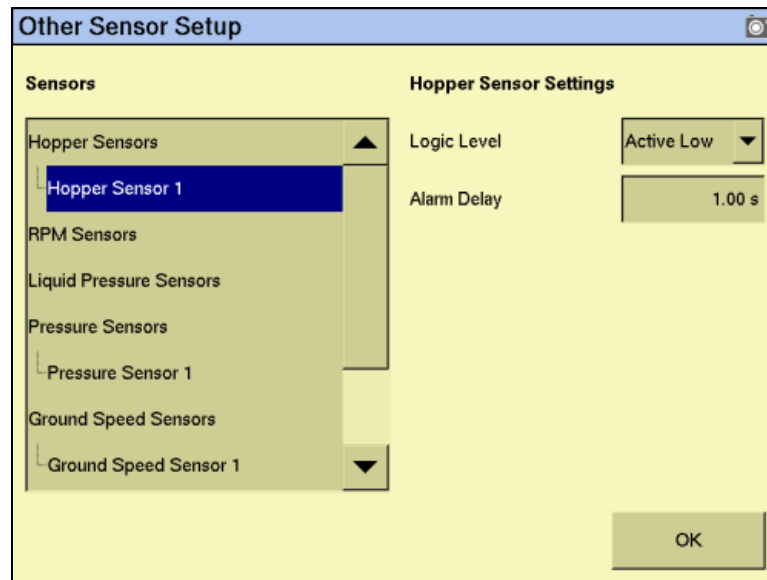 Other Sensor Setup
Sensors
Hopper Sensors
Hopper Sensor 1
RPM Sensors
Liquid Pressure Sensors
Pressure Sensors
Pressure Sensor 1
Ground Speed Sensors
Ground Speed Sensor 1
Hopper Sensor Settings
Logic Level Active Low
Alarm Delay 1.00 s
OK